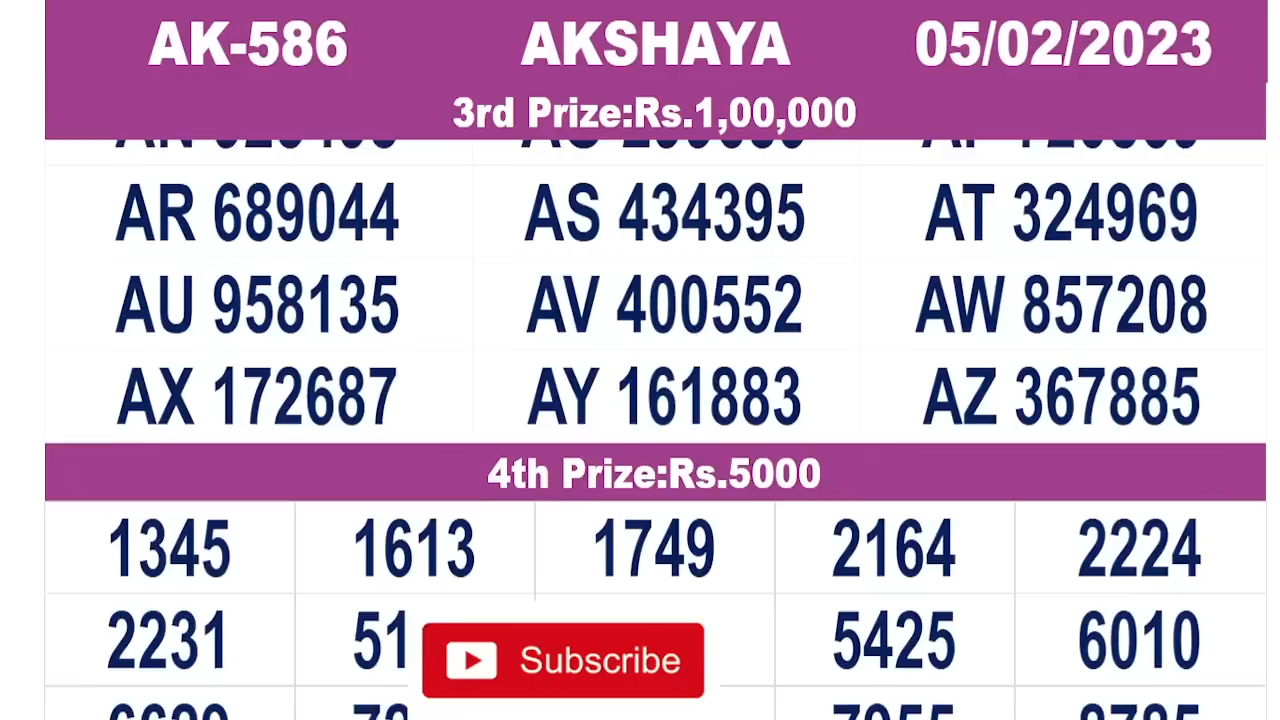 AK-586 AKSHAYA 05/02/2023
3rd Prize:Rs.1,00,000
AR 689044 AS 434395 AT 324969
AU 958135 AV 400552 AW 857208
AX 172687 AY 161883 AZ 367885
4th Prize:Rs.5000
1345 1613 1749 2164 2224
2231 5425 6010
Subscribe